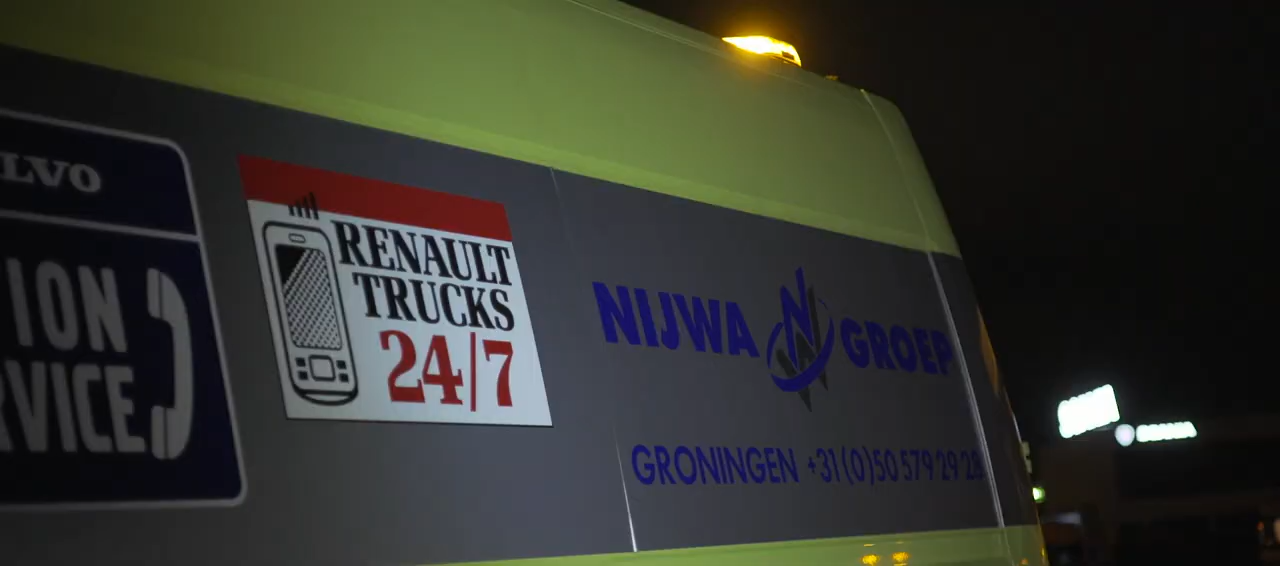 LVO
ION
RVICE
RENAULT
TRUCKS
24/7
NIJWA GROEP
GRONINGEN +31(0)50 579 29 28